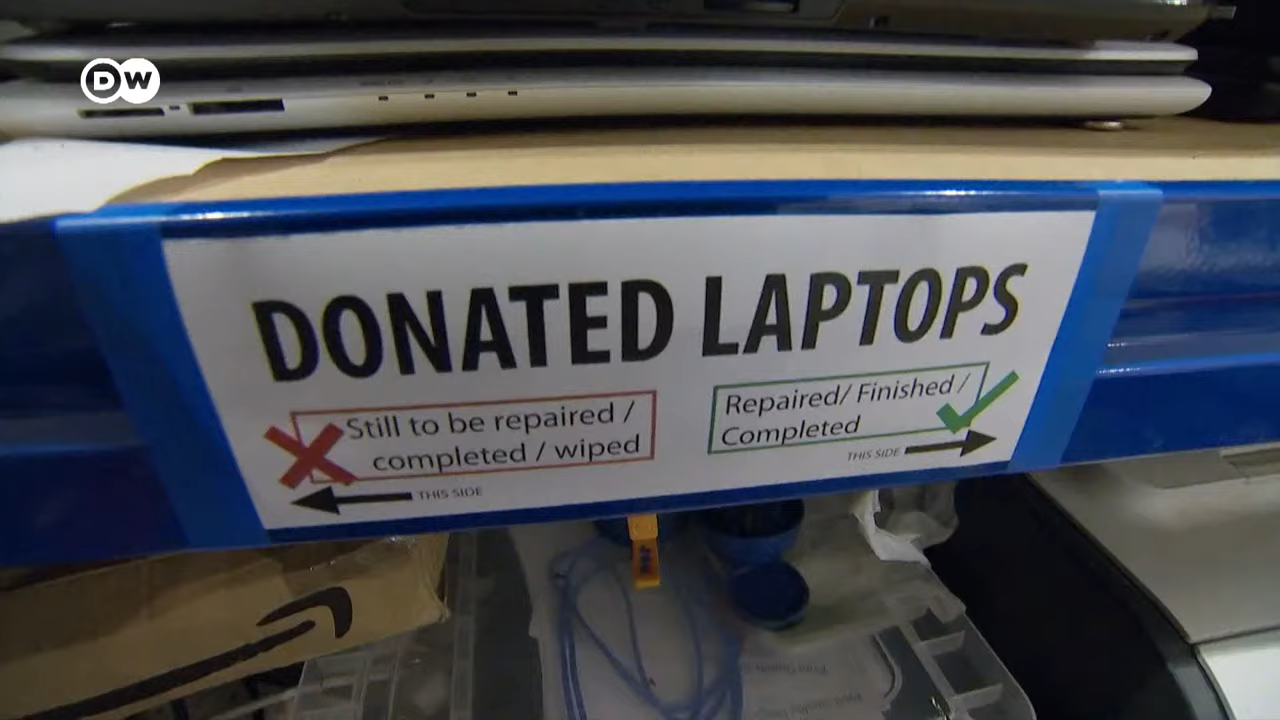 DW
DONATED LAPTOPS
Still to be repaired /
completed / wiped
THIS SIDE
Repaired/ Finished /
Completed
THIS SIDE